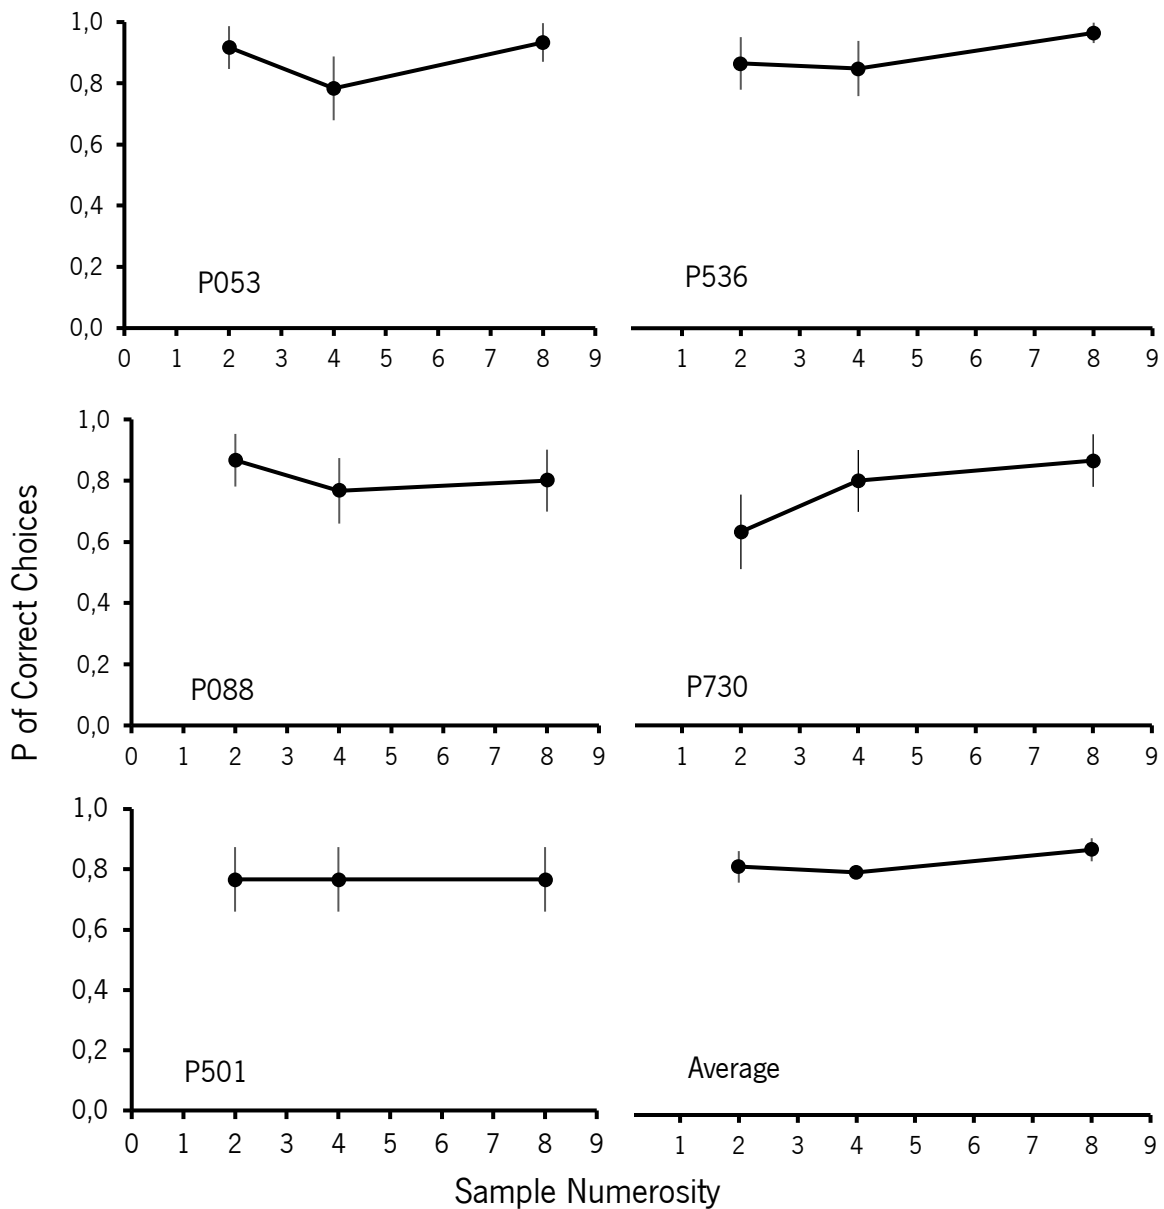 1,0
0,8
0,6
0,4
0,2
0,0
P053
0 1 2 3 4 5 6 7 8 9
P536
1 2 3 4 5 6 7 8 9
P of Correct Choices
1,0
0,8
0,6
0,4
0,2
0,0
P088
0 1 2 3 4 5 6 7 8 9
P730
1 2 3 4 5 6 7 8 9
1,0
0,8
0,6
0,4
0,2
0,0
P501
0 1 2 3 4 5 6 7 8 9
Average
1 2 3 4 5 6 7 8 9
Sample Numerosity